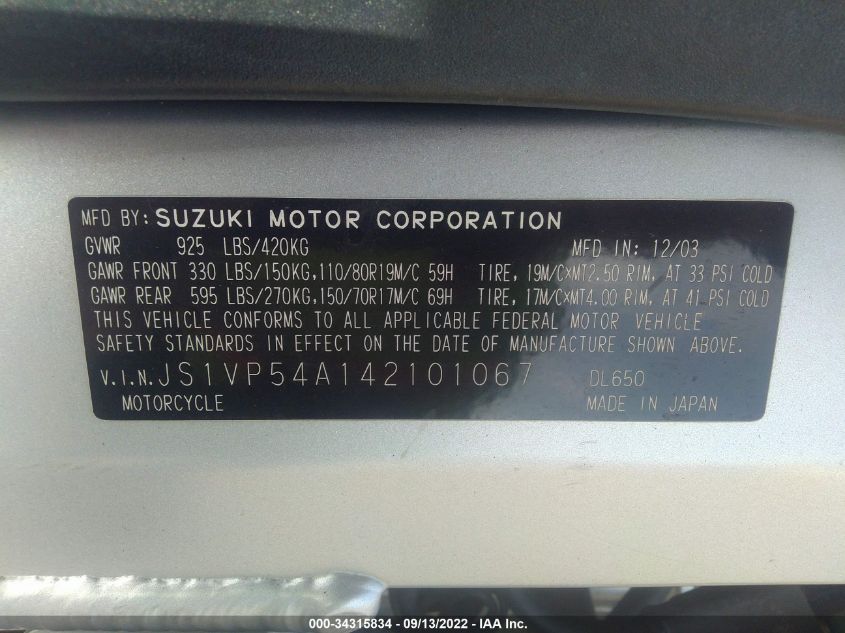 MFD BY: SUZUKI MOTOR CORPORATION
GVWR 925 LBS/420KG MFD IN: 12/03
GAWR FRONT 330 LBS/150KG,110/80R19M/C 59H TIRE, 19M/C×MT2.50 RIM, AT 33 PSI COLD
GAWR REAR 595 LBS/270KG,150/70R17M/C 69H TIRE, 17M/C×MT4.00 RIM, AT 41 PSI COLD
THIS VEHICLE CONFORMS TO ALL APPLICABLE FEDERAL MOTOR VEHICLE
SAFETY STANDARDS IN EFFECT ON THE DATE OF MANUFACTURE SHOWN ABOVE.
V.I.N. JS1VP54A142101067 DL650
MOTORCYCLE MADE IN JAPAN
000-34315834 - 09/13/2022 - IAA Inc.